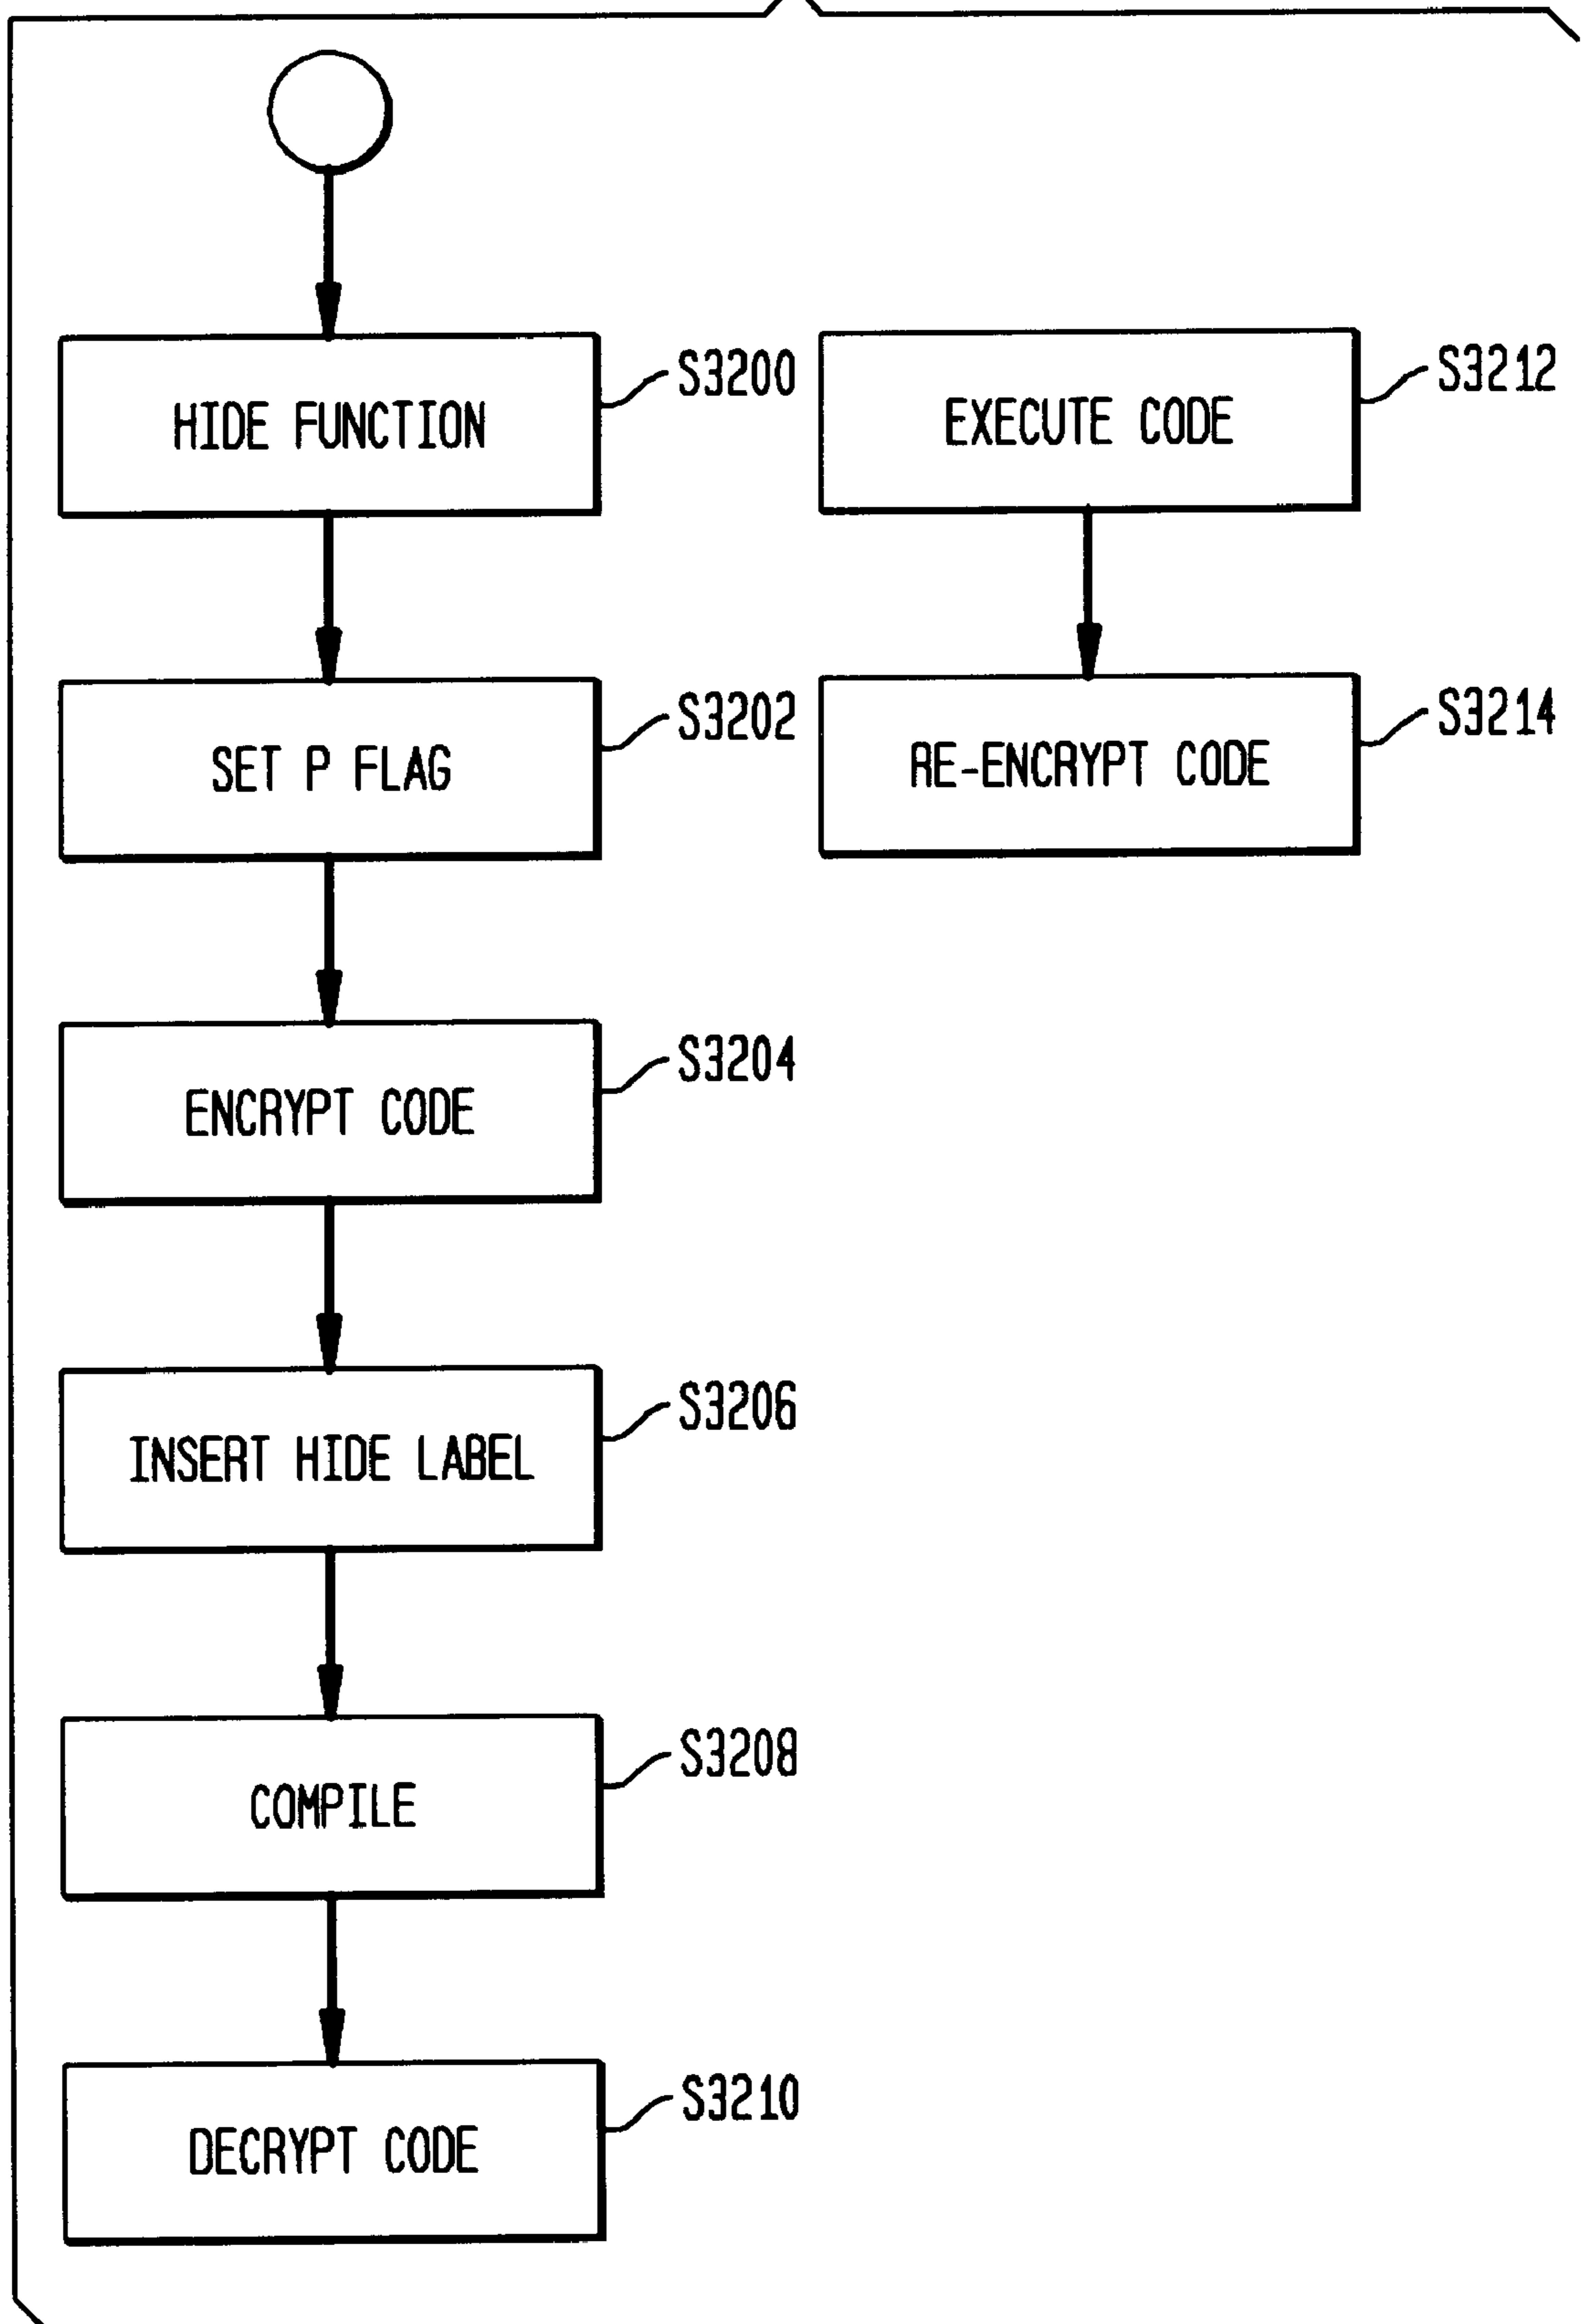 HIDE FUNCTION
S3200
SET P FLAG
S3202
ENCRYPT CODE
S3204
INSERT HIDE LABEL
S3206
COMPILE
S3208
DECRYPT CODE
S3210
EXECUTE CODE
S3212
RE-ENCRYPT CODE
S3214